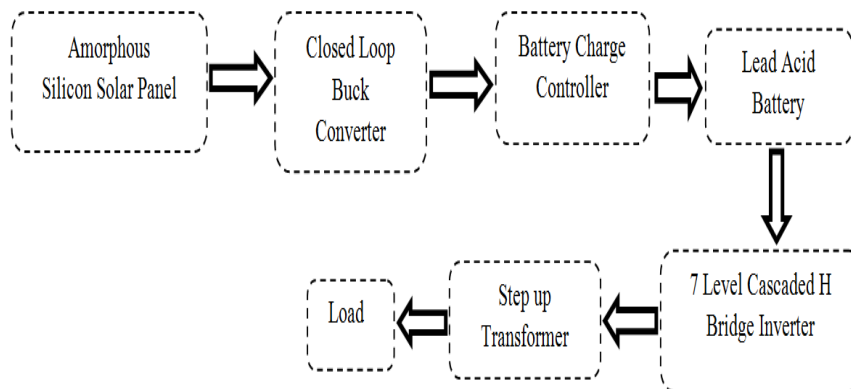 Amorphous
Silicon Solar Panel
Closed Loop
Buck
Converter
Battery Charge
Controller
Lead Acid
Battery
7 Level Cascaded H
Bridge Inverter
Step up
Transformer
Load